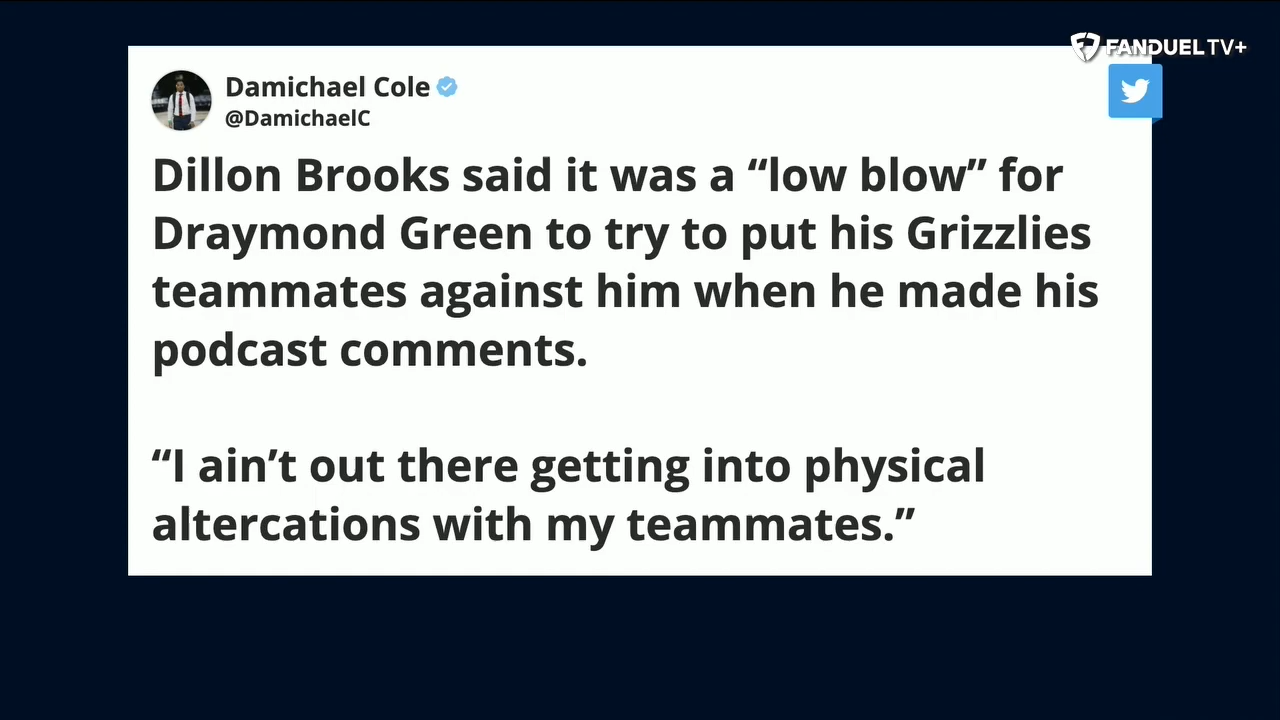 FANDUEL TV+
Damichael Cole
@DamichaelC
Dillon Brooks said it was a “low blow” for
Draymond Green to try to put his Grizzlies
teammates against him when he made his
podcast comments.
“I ain’t out there getting into physical
altercations with my teammates.”